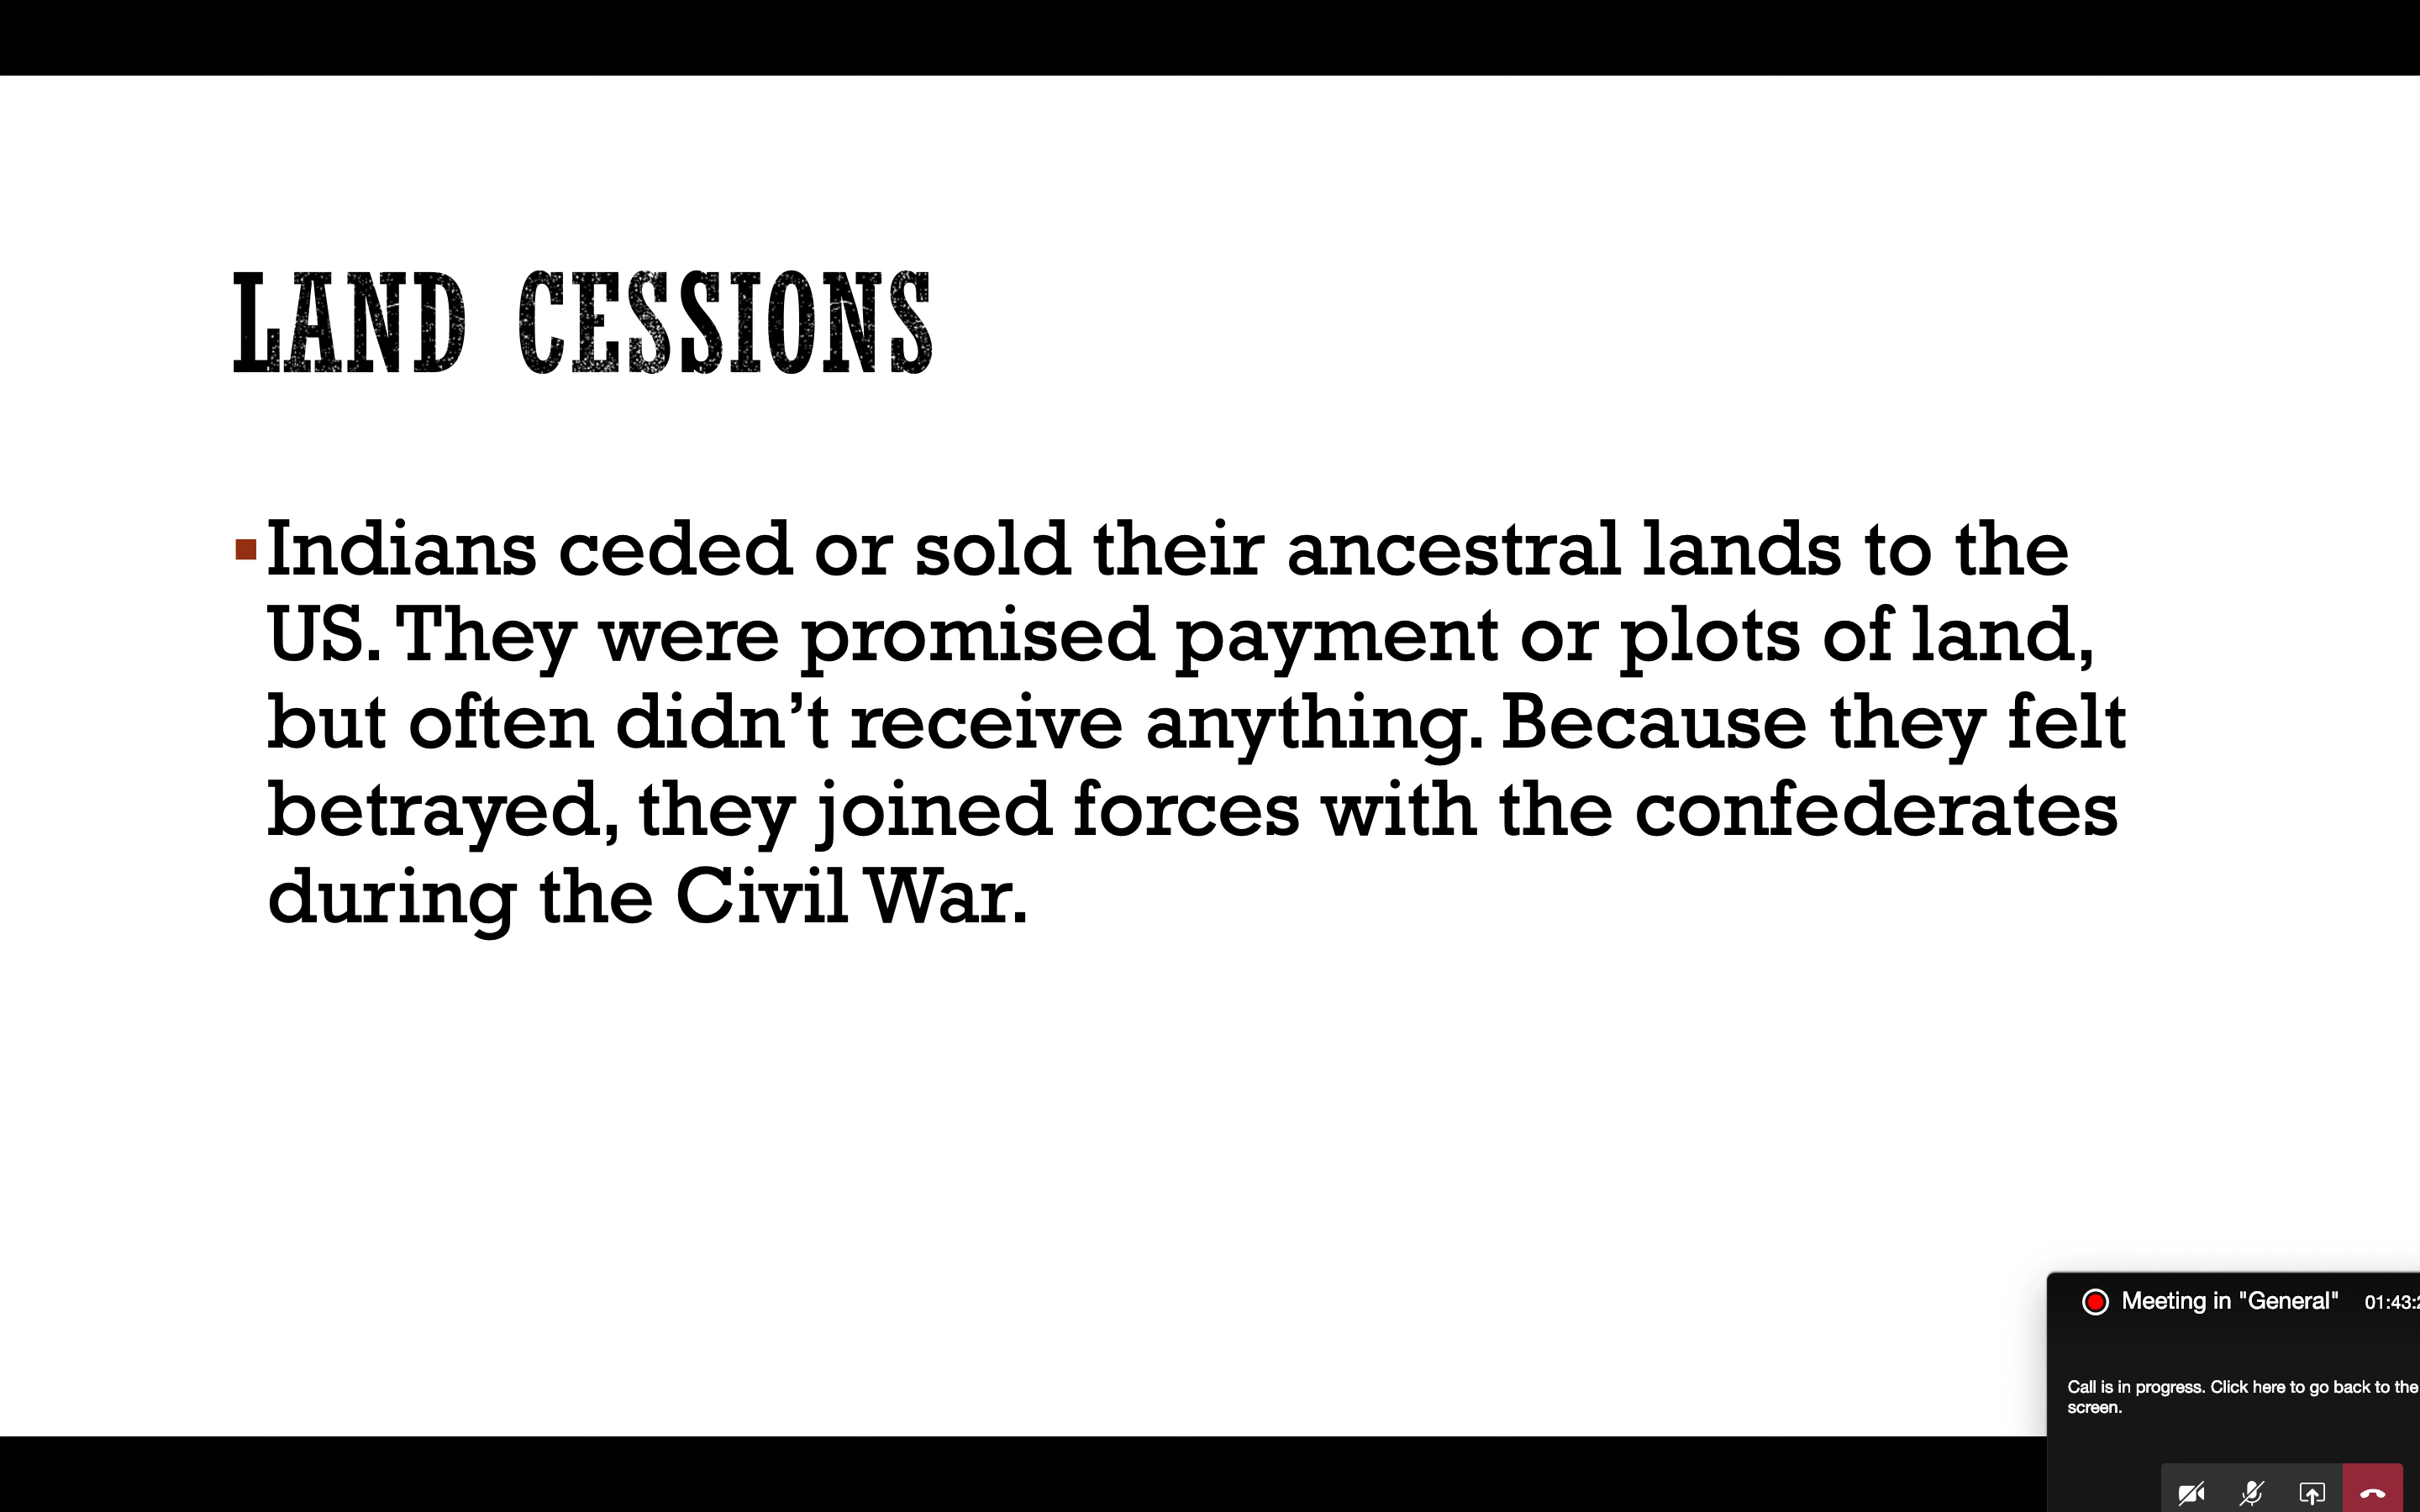 LAND CESSIONS
Indians ceded or sold their ancestral lands to the
US. They were promised payment or plots of land,
but often didn’t receive anything. Because they felt
betrayed, they joined forces with the confederates
during the Civil War.
Meeting in "General" 01:43:
Call is in progress. Click here to go back to the
screen.